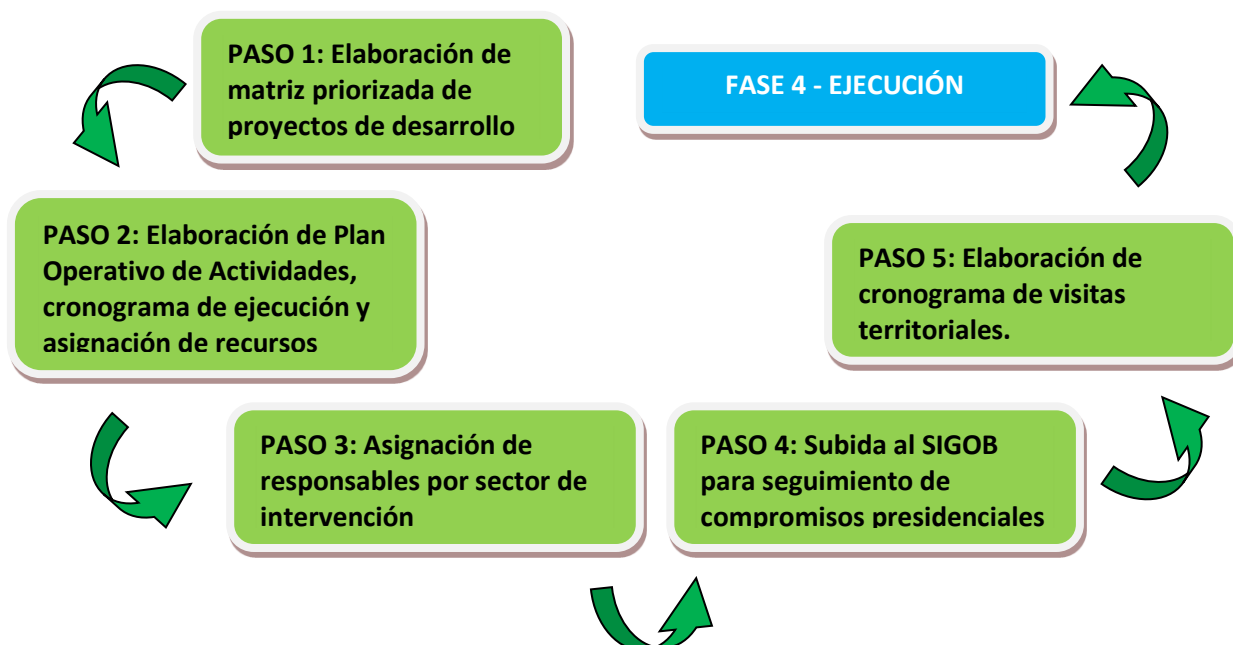 PASO 1: Elaboración de
matriz priorizada de
proyectos de desarrollo
PASO 2: Elaboración de Plan
Operativo de Actividades,
cronograma de ejecución y
asignación de recursos
PASO 3: Asignación de
responsables por sector de
intervención
PASO 4: Subida al SIGOB
para seguimiento de
compromisos presidenciales
PASO 5: Elaboración de
cronograma de visitas
territoriales.
FASE 4 - EJECUCIÓN